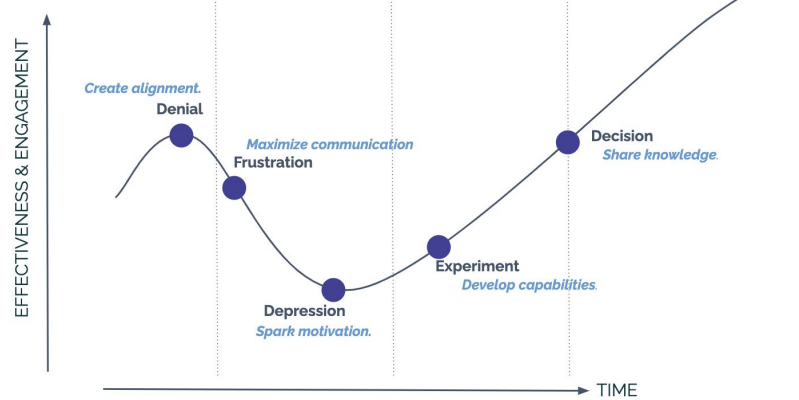 EFFECTIVENESS & ENGAGEMENT
Create alignment.
Denial
Maximize communication
Frustration
Depression
Spark motivation.
Experiment
Develop capabilities.
Decision
Share knowledge.
TIME